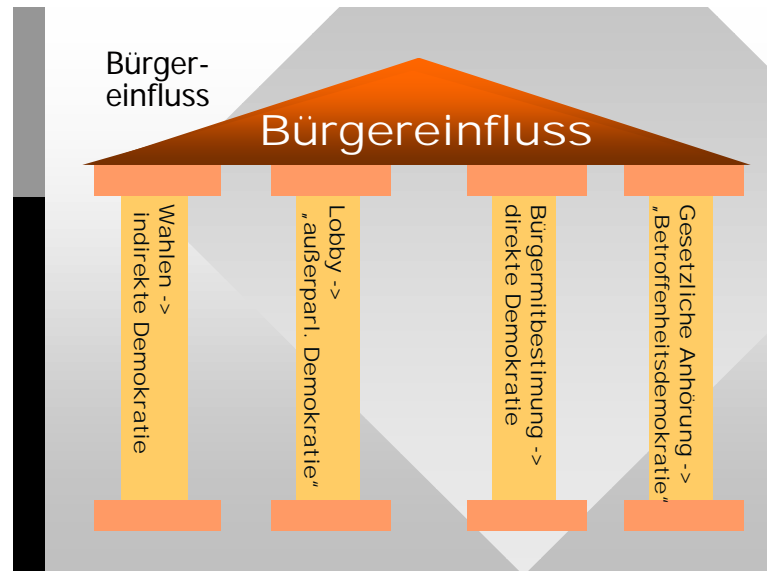 Bürger-
einfluss
Bürgereinfluss
Wahlen ->
indirekte Demokratie
Lobby ->
„außerparl. Demokratie“
Bürgermitbestimung ->
direkte Demokratie
Gesetzliche Anhörung ->
„Betroffenheitsdemokratie“